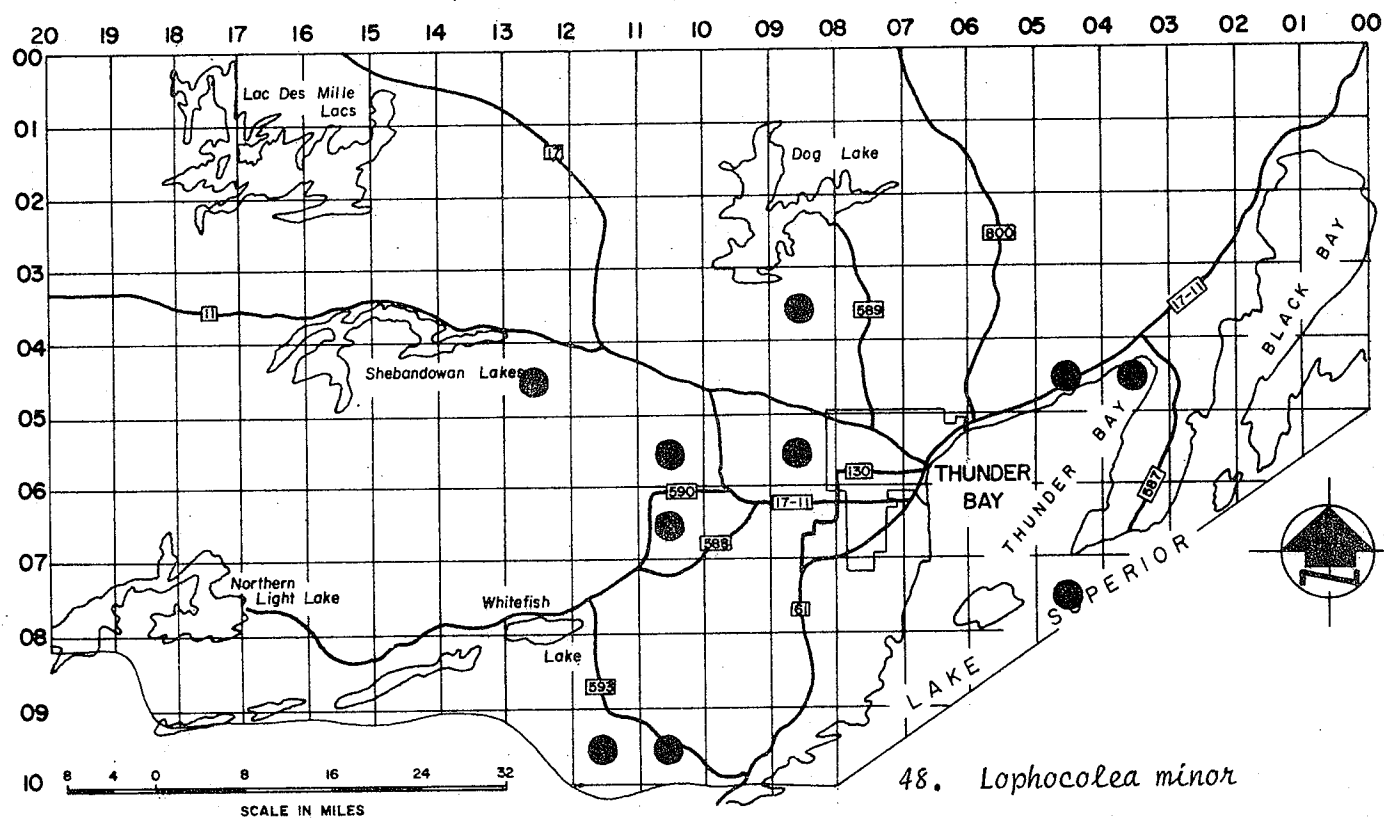 20 19 18 17 16 15 14 13 12 11 10 09 08 07 06 05 04 03 02 01 00
00
Lac Des Mille
Lacs
01
17
Dog Lake
02
800
BLACK BAY
03
17-11
11
589
04
Shebandowan Lakes
05
THUNDER BAY
130
THUNDER
BAY
587
06
590
17-11
588
07
Northern
Light Lake
Whitefish
Lake
61
08
LAKE SUPERIOR
593
09
N
10
8 4 0 8 16 24 32
SCALE IN MILES
48. Lophocolea minor